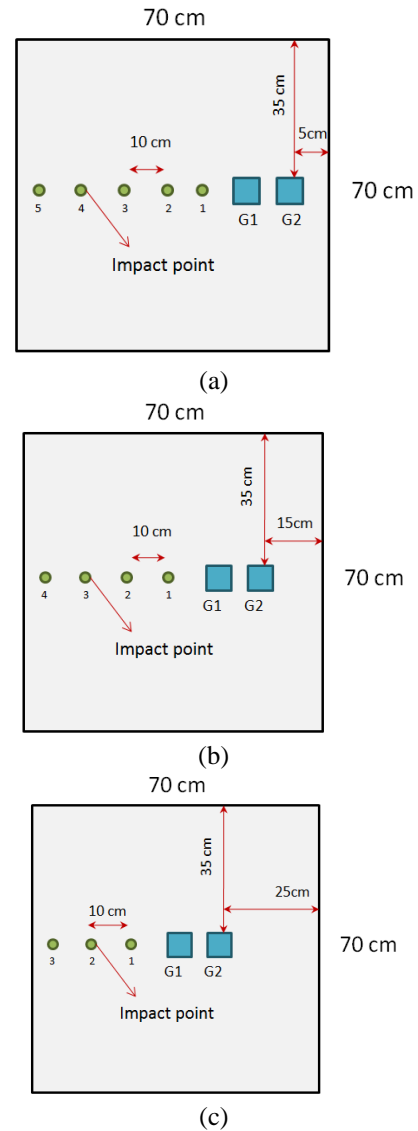 70 cm
35 cm
5cm
10 cm
70 cm
5 4 3 2 1 G1 G2
Impact point
(a)
70 cm
35 cm
15cm
10 cm
70 cm
4 3 2 1 G1 G2
Impact point
(b)
70 cm
35 cm
25cm
10 cm
70 cm
3 2 1 G1 G2
Impact point
(c)